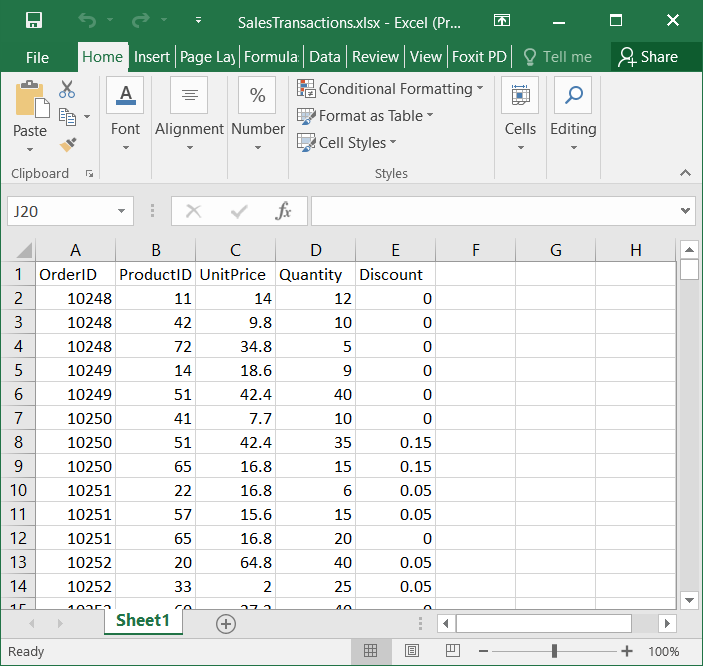 SalesTransactions.xlsx - Excel (Pr...
File Home Insert Page Lay Formula Data Review View Foxit PD Tell me Share
Paste Font Alignment Number Conditional Formatting Format as Table Cell Styles Cells Editing
Clipboard Styles
J20 fx
A B C D E F G H
1 OrderID ProductID UnitPrice Quantity Discount
2 10248 11 14 12 0
3 10248 42 9.8 10 0
4 10248 72 34.8 5 0
5 10249 14 18.6 9 0
6 10249 51 42.4 40 0
7 10250 41 7.7 10 0
8 10250 51 42.4 35 0.15
9 10250 65 16.8 15 0.15
10 10251 22 16.8 6 0.05
11 10251 57 15.6 15 0.05
12 10251 65 16.8 20 0
13 10252 20 64.8 40 0.05
14 10252 33 2 25 0.05
15 10252
Sheet1
Ready 100%